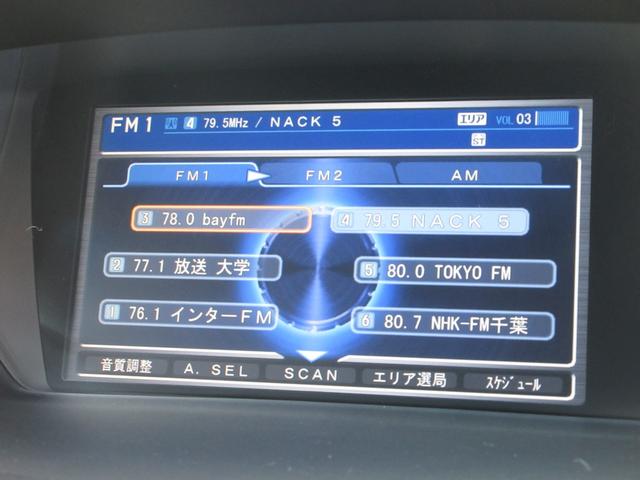 FM1 4 79.5MHz / NACK 5 エリア VOL 03
ST
FM1 FM2 AM
3 78.0 bayfm 4 79.5 NACK 5
2 77.1 放送 大学 5 80.0 TOKYO FM
1 76.1 インターFM 6 80.7 NHK-FM千葉
音質調整 A. SEL SCAN エリア選局 スケジュール